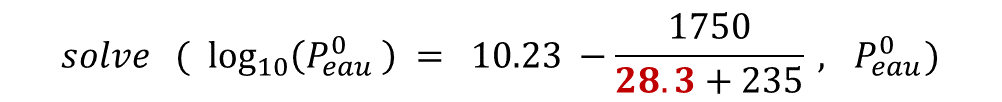 solve ( log₁₀(P⁰ₑₐᵤ) = 10.23 − 1750 / (28.3 + 235) , P⁰ₑₐᵤ)